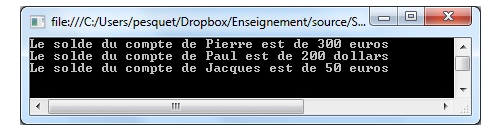 file:///C:/Users/pesquet/Dropbox/Enseignement/source/S...
Le solde du compte de Pierre est de 300 euros
Le solde du compte de Paul est de 200 dollars
Le solde du compte de Jacques est de 50 euros